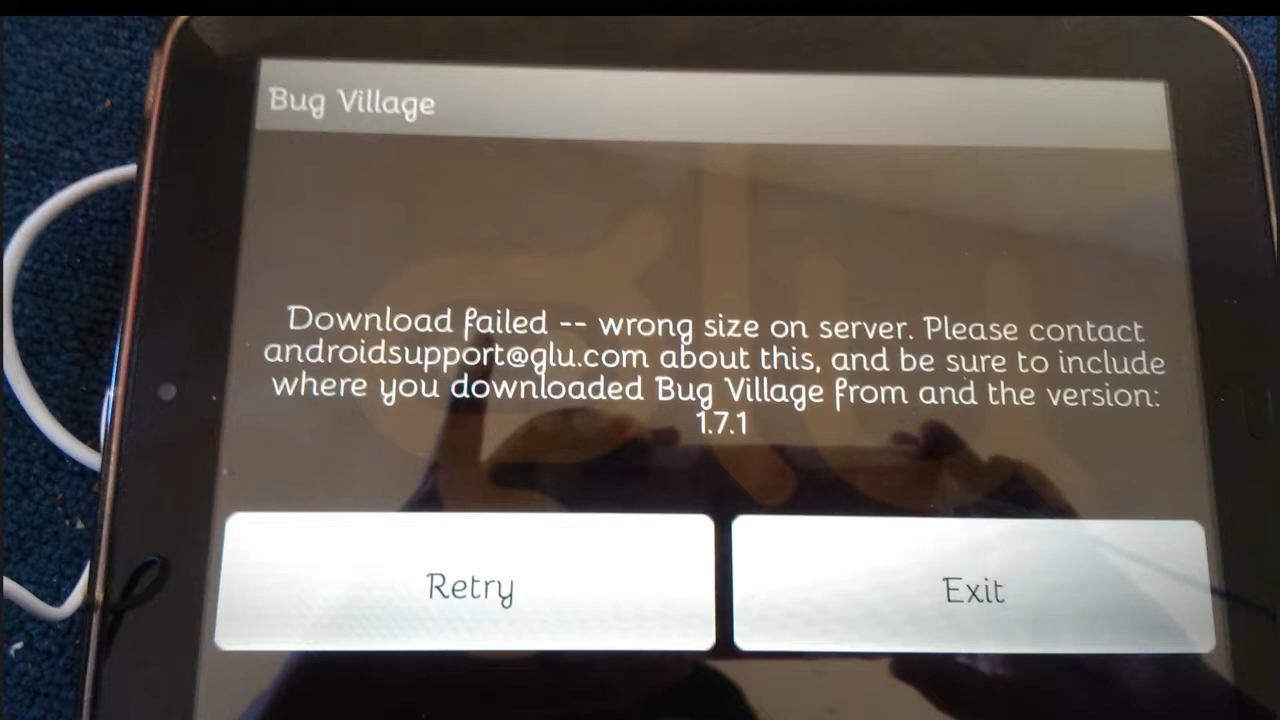 Bug Village
glu
Download failed -- wrong size on server. Please contact
androidsupport@glu.com about this, and be sure to include
where you downloaded Bug Village from and the version:
1.7.1
Retry
Exit